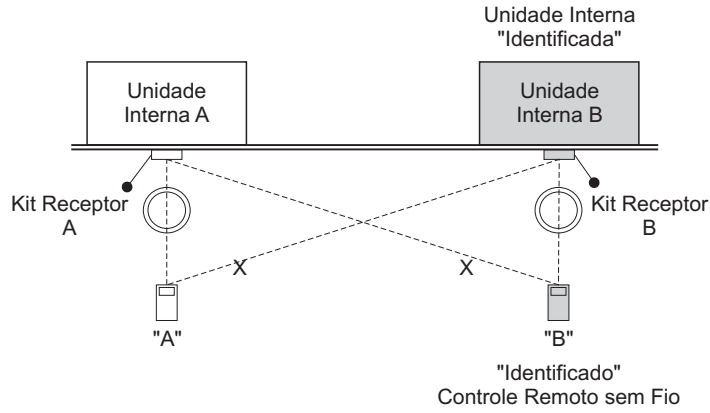 Unidade Interna
"Identificada"
Unidade
Interna A
Unidade
Interna B
Kit Receptor
A
Kit Receptor
B
X
X
"A"
"B"
"Identificado"
Controle Remoto sem Fio